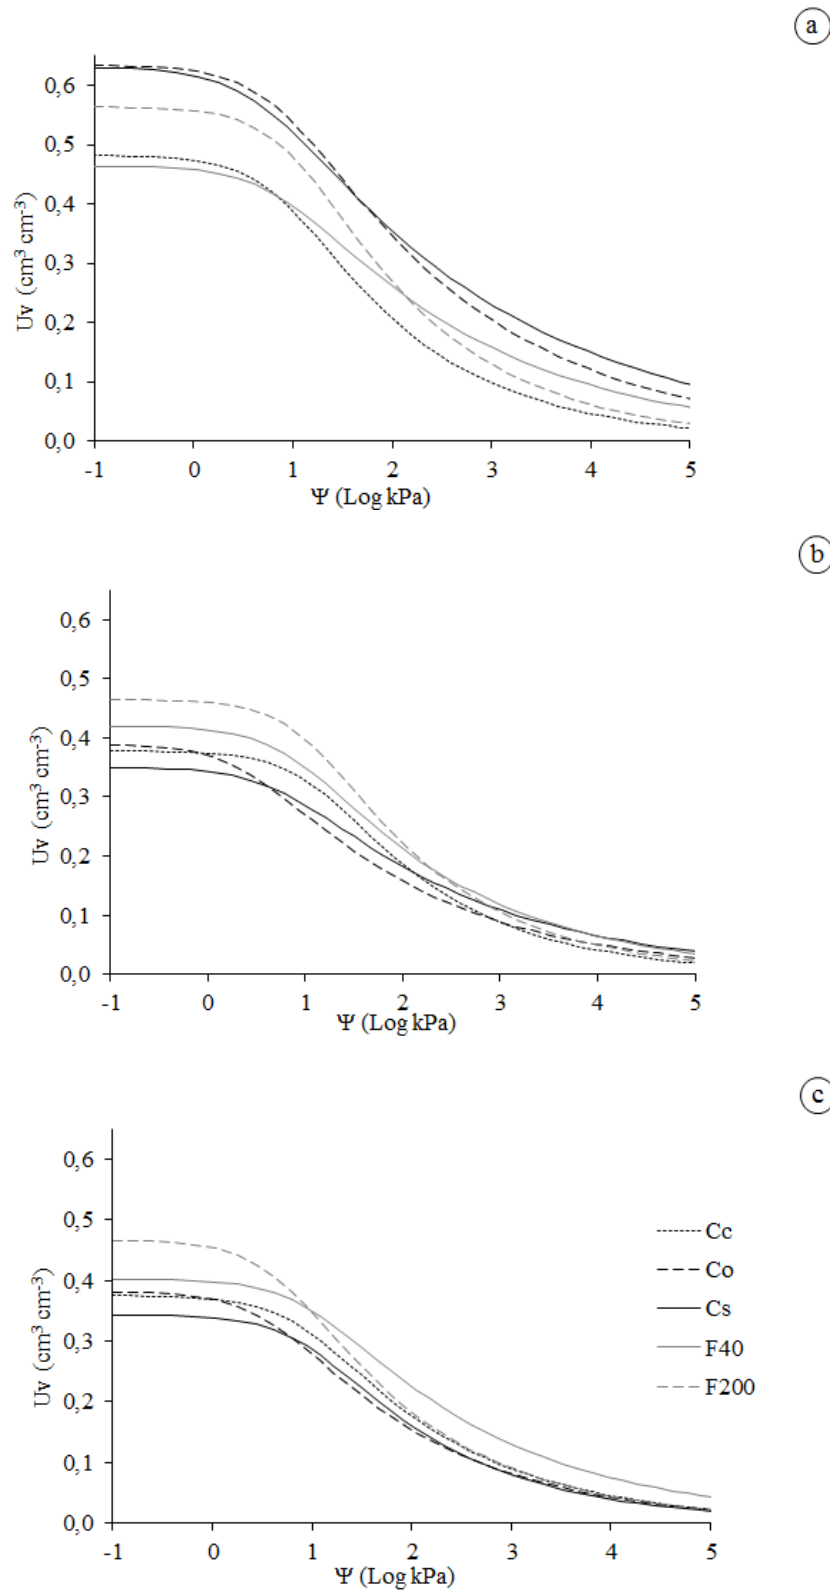 a
0,6
0,5
0,4
0,3
0,2
0,1
0,0
Uv (cm³ cm⁻³)
-1 0 1 2 3 4 5
Ψ (Log kPa)
b
0,6
0,5
0,4
0,3
0,2
0,1
0,0
Uv (cm³ cm⁻³)
-1 0 1 2 3 4 5
Ψ (Log kPa)
c
0,6
0,5
0,4
0,3
0,2
0,1
0,0
Uv (cm³ cm⁻³)
Cc
Co
Cs
F40
F200
-1 0 1 2 3 4 5
Ψ (Log kPa)